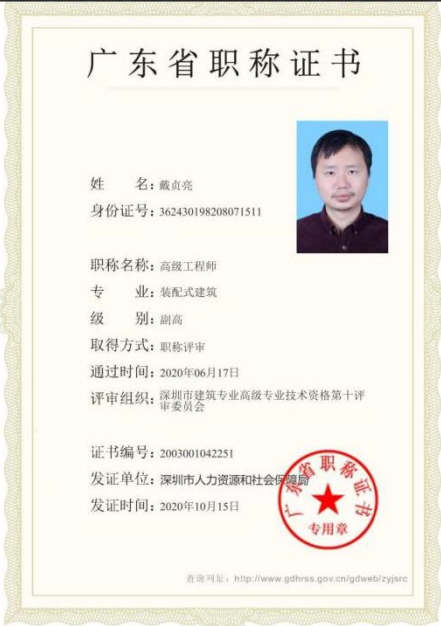 广东省职称证书
姓 名：戴贞亮
身份证号：362430198208071511
职称名称：高级工程师
专 业：装配式建筑
级 别：副高
取得方式：职称评审
通过时间：2020年06月17日
评审组织：深圳市建筑专业高级专业技术资格第十评
审委员会
证书编号：2003001042251
发证单位：深圳市人力资源和社会保障局
发证时间：2020年10月15日
广东省职称证书
专用章
查询网址：http://www.gdhrss.gov.cn/gdweb/zyjsrc